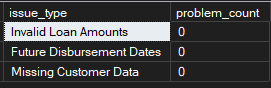 issue_type problem_count
Invalid Loan Amounts 0
Future Disbursement Dates 0
Missing Customer Data 0